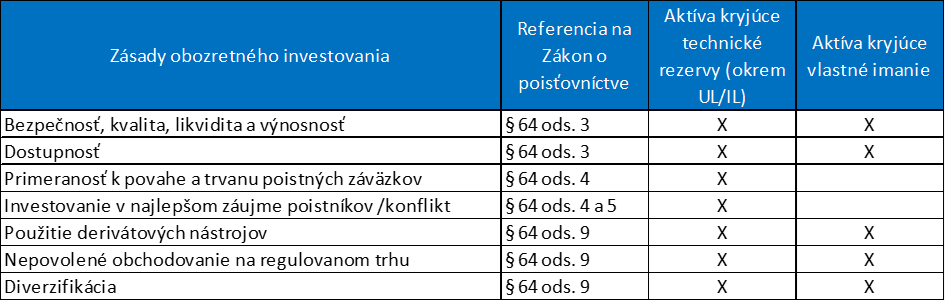 Zásady obozretného investovania | Referencia na Zákon o poisťovníctve | Aktíva kryjúce technické rezervy (okrem UL/IL) | Aktíva kryjúce vlastné imanie
Bezpečnosť, kvalita, likvidita a výnosnosť | § 64 ods. 3 | X | X
Dostupnosť | § 64 ods. 3 | X | X
Primeranosť k povahe a trvanu poistných záväzkov | § 64 ods. 4 | X
Investovanie v najlepšom záujme poistníkov /konflikt | § 64 ods. 4 a 5 | X
Použitie derivátových nástrojov | § 64 ods. 9 | X | X
Nepovolené obchodovanie na regulovanom trhu | § 64 ods. 9 | X | X
Diverzifikácia | § 64 ods. 9 | X | X